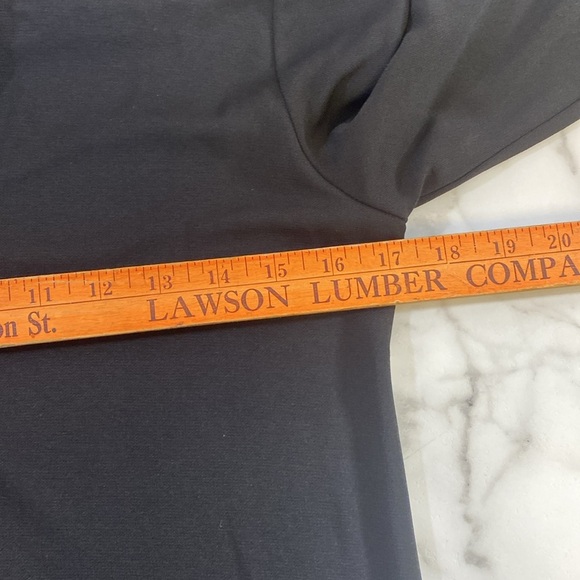 11 12 13 14 15 16 17 18 19 20
on St. LAWSON LUMBER COMPA